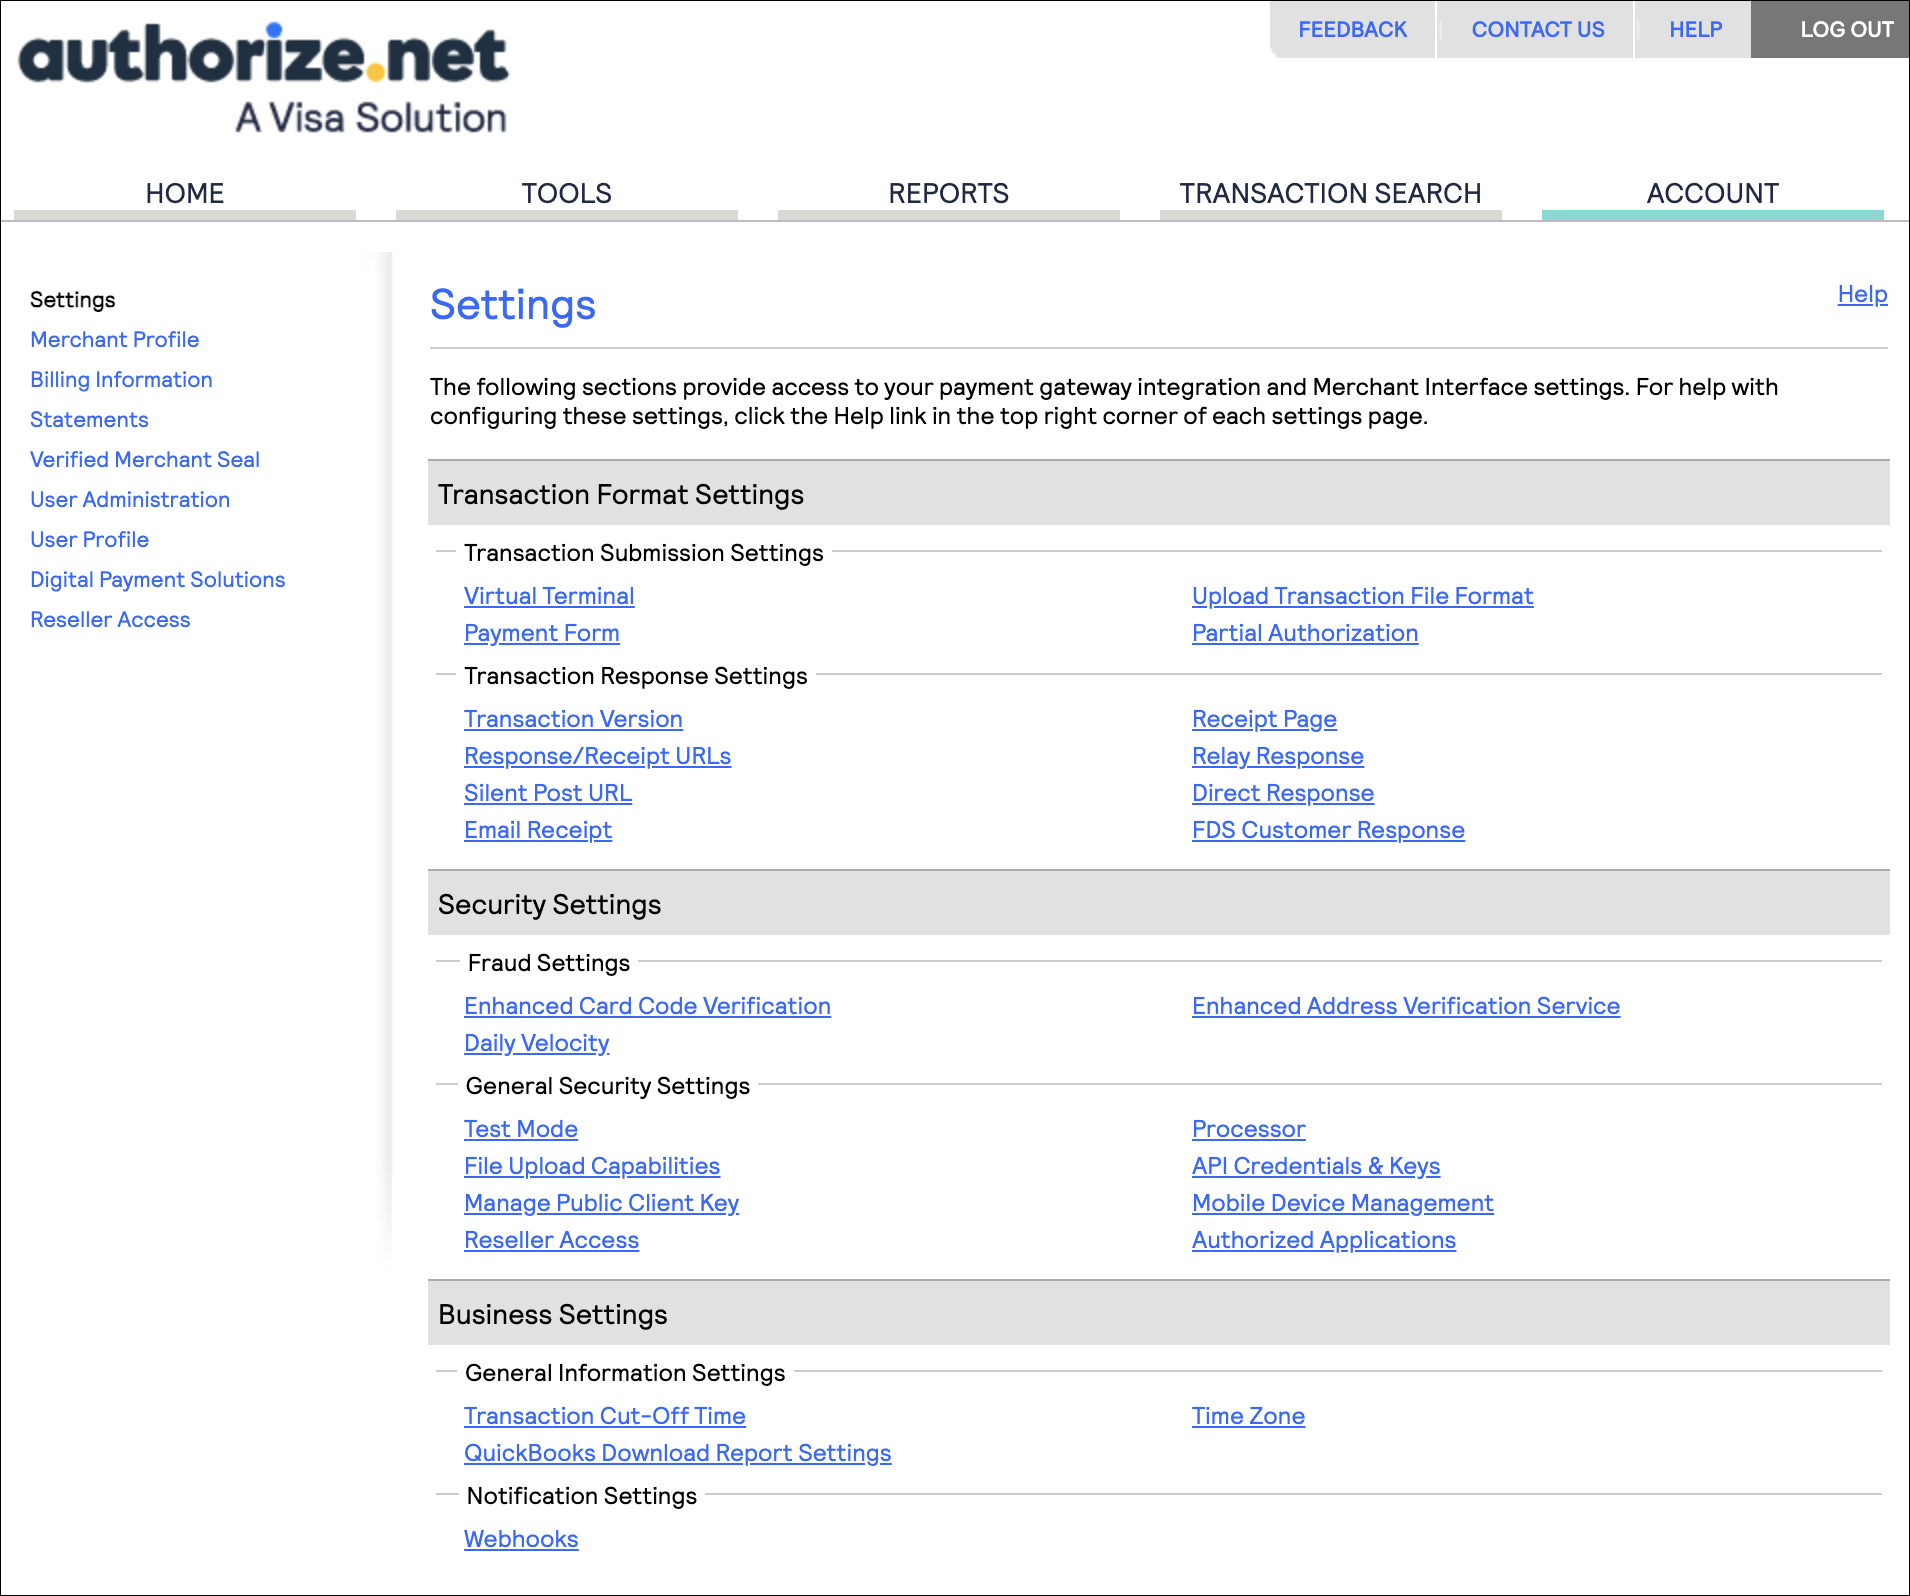 authorize.net
A Visa Solution
FEEDBACK
CONTACT US
HELP
LOG OUT
HOME
TOOLS
REPORTS
TRANSACTION SEARCH
ACCOUNT
Settings
Merchant Profile
Billing Information
Statements
Verified Merchant Seal
User Administration
User Profile
Digital Payment Solutions
Reseller Access
Settings
Help
The following sections provide access to your payment gateway integration and Merchant Interface settings. For help with
configuring these settings, click the Help link in the top right corner of each settings page.
Transaction Format Settings
Transaction Submission Settings
Virtual Terminal
Upload Transaction File Format
Payment Form
Partial Authorization
Transaction Response Settings
Transaction Version
Receipt Page
Response/Receipt URLs
Relay Response
Silent Post URL
Direct Response
Email Receipt
FDS Customer Response
Security Settings
Fraud Settings
Enhanced Card Code Verification
Enhanced Address Verification Service
Daily Velocity
General Security Settings
Test Mode
Processor
File Upload Capabilities
API Credentials & Keys
Manage Public Client Key
Mobile Device Management
Reseller Access
Authorized Applications
Business Settings
General Information Settings
Transaction Cut-Off Time
Time Zone
QuickBooks Download Report Settings
Notification Settings
Webhooks